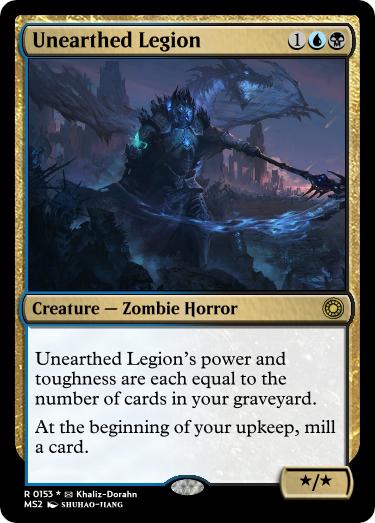 Unearthed Legion 1
Creature — Zombie Horror
Unearthed Legion's power and
toughness are each equal to the
number of cards in your graveyard.
At the beginning of your upkeep, mill
a card.
★/★
R 0153 * Khaliz-Dorahn
MS2 SHUHAO-JIANG